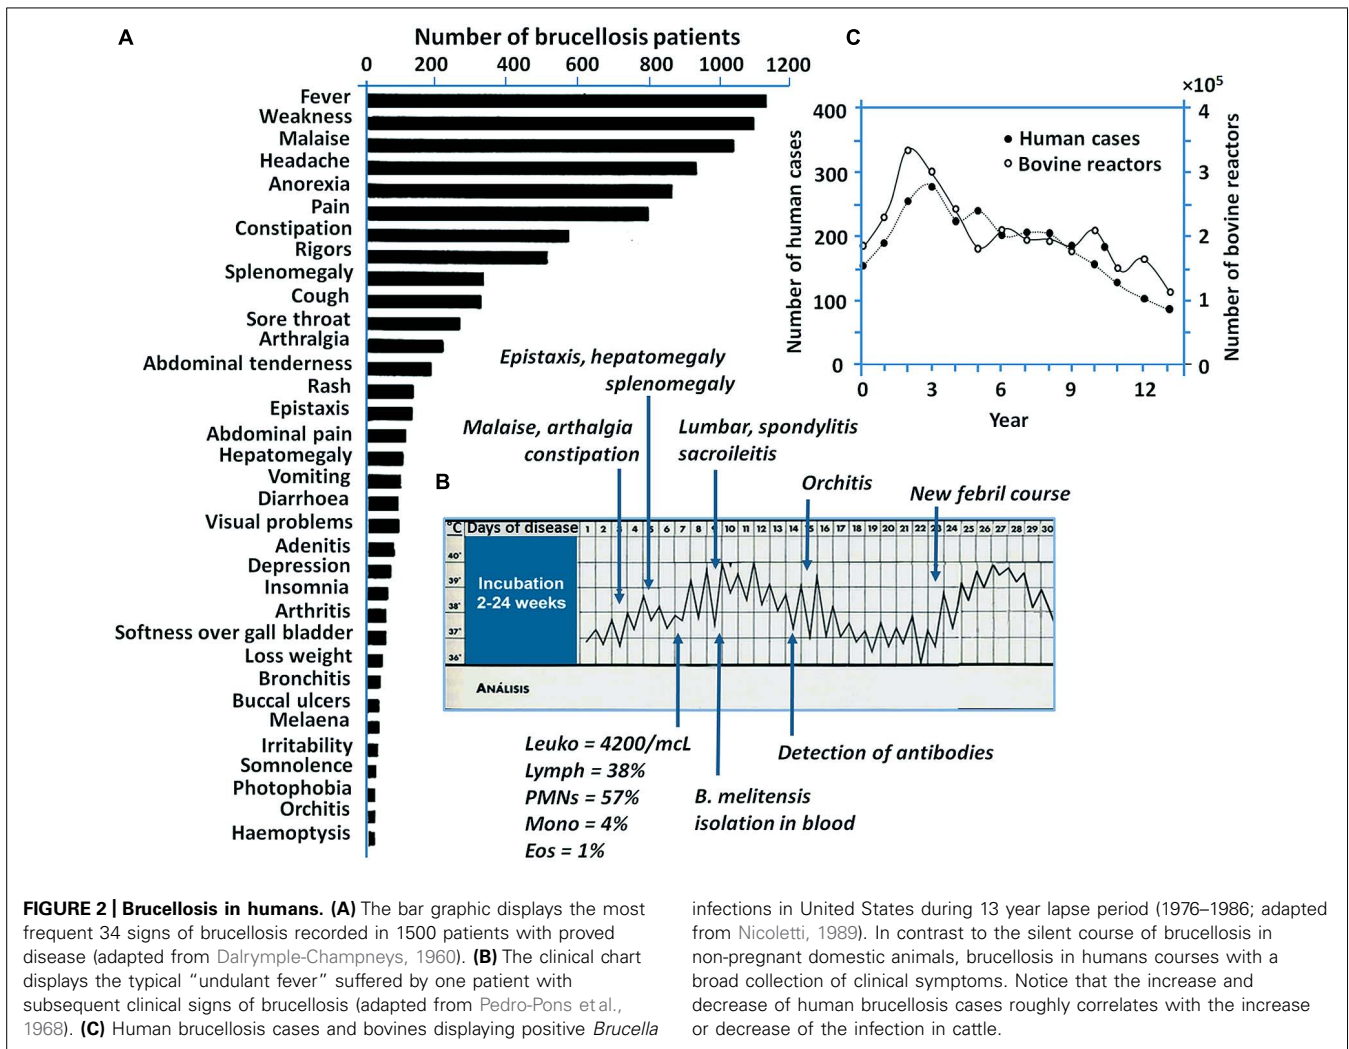 A
Number of brucellosis patients
0 200 400 600 800 1000 1200
Fever
Weakness
Malaise
Headache
Anorexia
Pain
Constipation
Rigors
Splenomegaly
Cough
Sore throat
Arthralgia
Abdominal tenderness
Rash
Epistaxis
Abdominal pain
Hepatomegaly
Vomiting
Diarrhoea
Visual problems
Adenitis
Depression
Insomnia
Arthritis
Softness over gall bladder
Loss weight
Bronchitis
Buccal ulcers
Melaena
Irritability
Somnolence
Photophobia
Orchitis
Haemoptysis
C
×10⁵
400
300
200
100
0
Number of human cases
Human cases
Bovine reactors
4
3
2
1
0
Number of bovine reactors
0 3 6 9 12
Year
Epistaxis, hepatomegaly
splenomegaly
Malaise, arthalgia
constipation
Lumbar, spondylitis
sacroileitis
Orchitis
New febril course
B
°C Days of disease 1 2 3 4 5 6 7 8 9 10 11 12 13 14 15 16 17 18 19 20 21 22 23 24 25 26 27 28 29 30
40°
39°
38°
37°
36°
Incubation
2-24 weeks
ANÁLISIS
Leuko = 4200/mcL
Lymph = 38%
PMNs = 57%
Mono = 4%
Eos = 1%
B. melitensis
isolation in blood
Detection of antibodies
FIGURE 2 | Brucellosis in humans. (A) The bar graphic displays the most
frequent 34 signs of brucellosis recorded in 1500 patients with proved
disease (adapted from Dalrymple-Champneys, 1960). (B) The clinical chart
displays the typical “undulant fever” suffered by one patient with
subsequent clinical signs of brucellosis (adapted from Pedro-Pons et al.,
1968). (C) Human brucellosis cases and bovines displaying positive Brucella
infections in United States during 13 year lapse period (1976–1986; adapted
from Nicoletti, 1989). In contrast to the silent course of brucellosis in
non-pregnant domestic animals, brucellosis in humans courses with a
broad collection of clinical symptoms. Notice that the increase and
decrease of human brucellosis cases roughly correlates with the increase
or decrease of the infection in cattle.